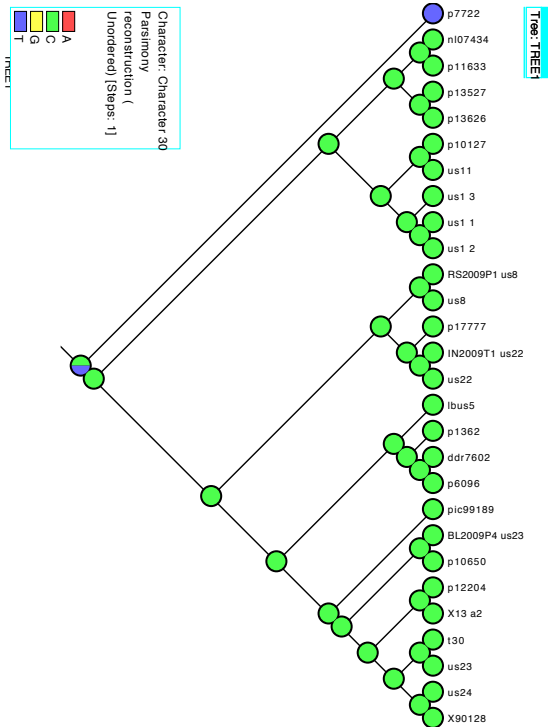 Tree: TREE1
p7722
nl07434
p11633
p13527
p13626
p10127
us11
us1 3
us1 1
us1 2
RS2009P1 us8
us8
p17777
IN2009T1 us22
us22
lbus5
p1362
ddr7602
p6096
pic99189
BL2009P4 us23
p10650
p12204
X13 a2
t30
us23
us24
X90128
Character: Character 30
Parsimony
reconstruction (
Unordered) [Steps: 1]
A
C
G
T